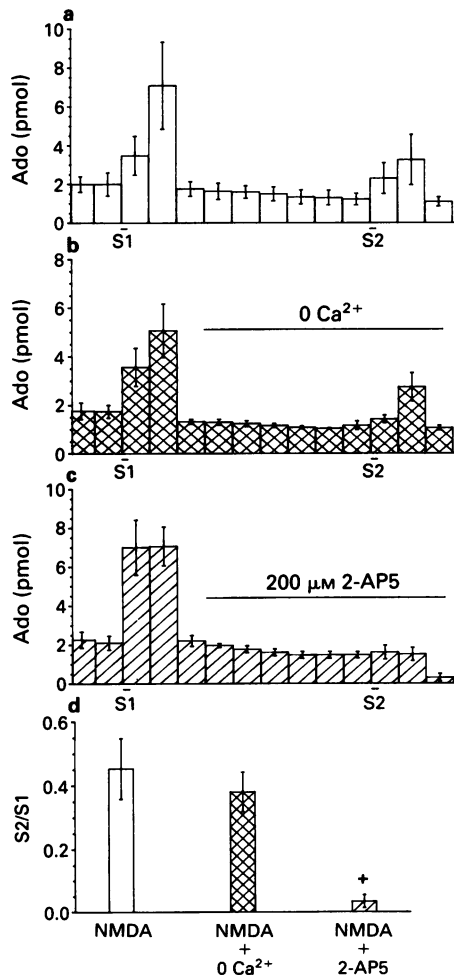 a
10
8
6
4
2
0
Ado (pmol)
S1
S2
b
8
6
4
2
0
Ado (pmol)
0 Ca²⁺
S1
S2
c
10
8
6
4
2
0
Ado (pmol)
200 μM 2-AP5
S1
S2
d
0.6
0.4
0.2
0.0
S2/S1
+
NMDA
NMDA
+
0 Ca²⁺
NMDA
+
2-AP5